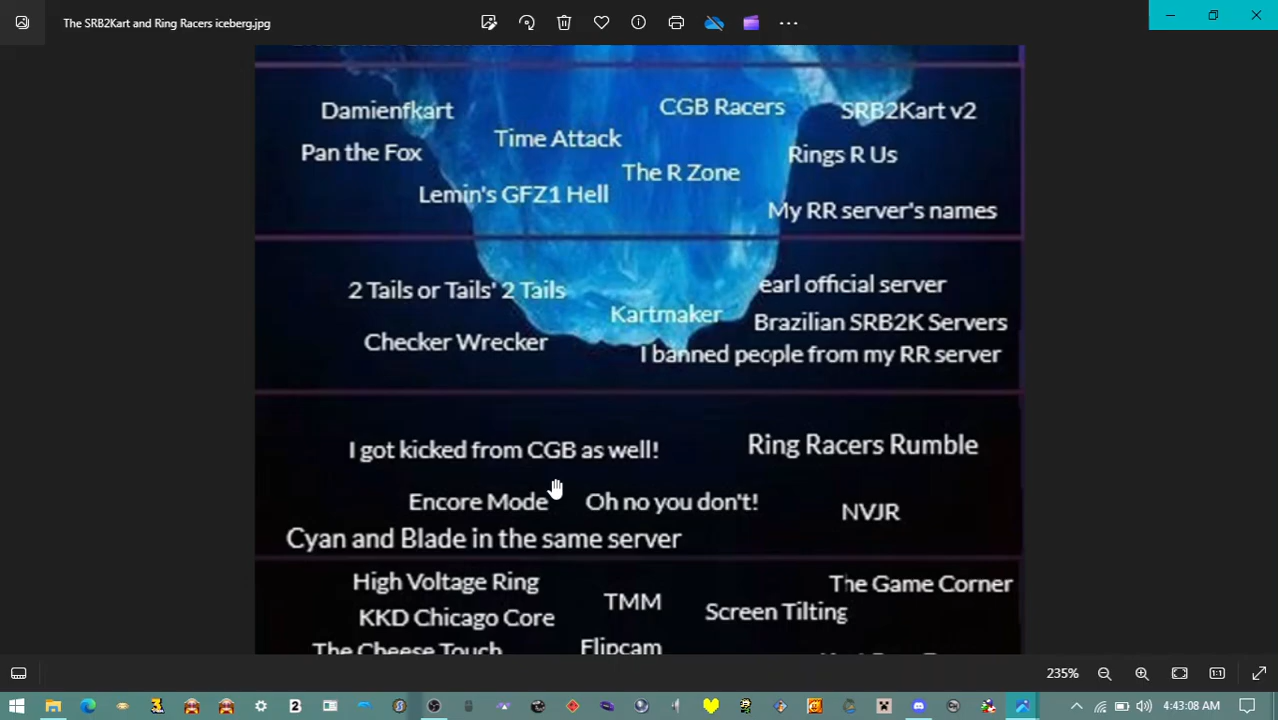 The SRB2Kart and Ring Racers iceberg.jpg
Damienfkart
CGB Racers
SRB2Kart v2
Time Attack
Pan the Fox
Rings R Us
The R Zone
Lemin's GFZ1 Hell
My RR server's names
2 Tails or Tails' 2 Tails
earl official server
Kartmaker
Brazilian SRB2K Servers
Checker Wrecker
I banned people from my RR server
I got kicked from CGB as well!
Ring Racers Rumble
Encore Mode
Oh no you don't!
NVJR
Cyan and Blade in the same server
High Voltage Ring
The Game Corner
TMM
Screen Tilting
KKD Chicago Core
The Cheese Touch
Flipcam
235%
4:43:08 AM